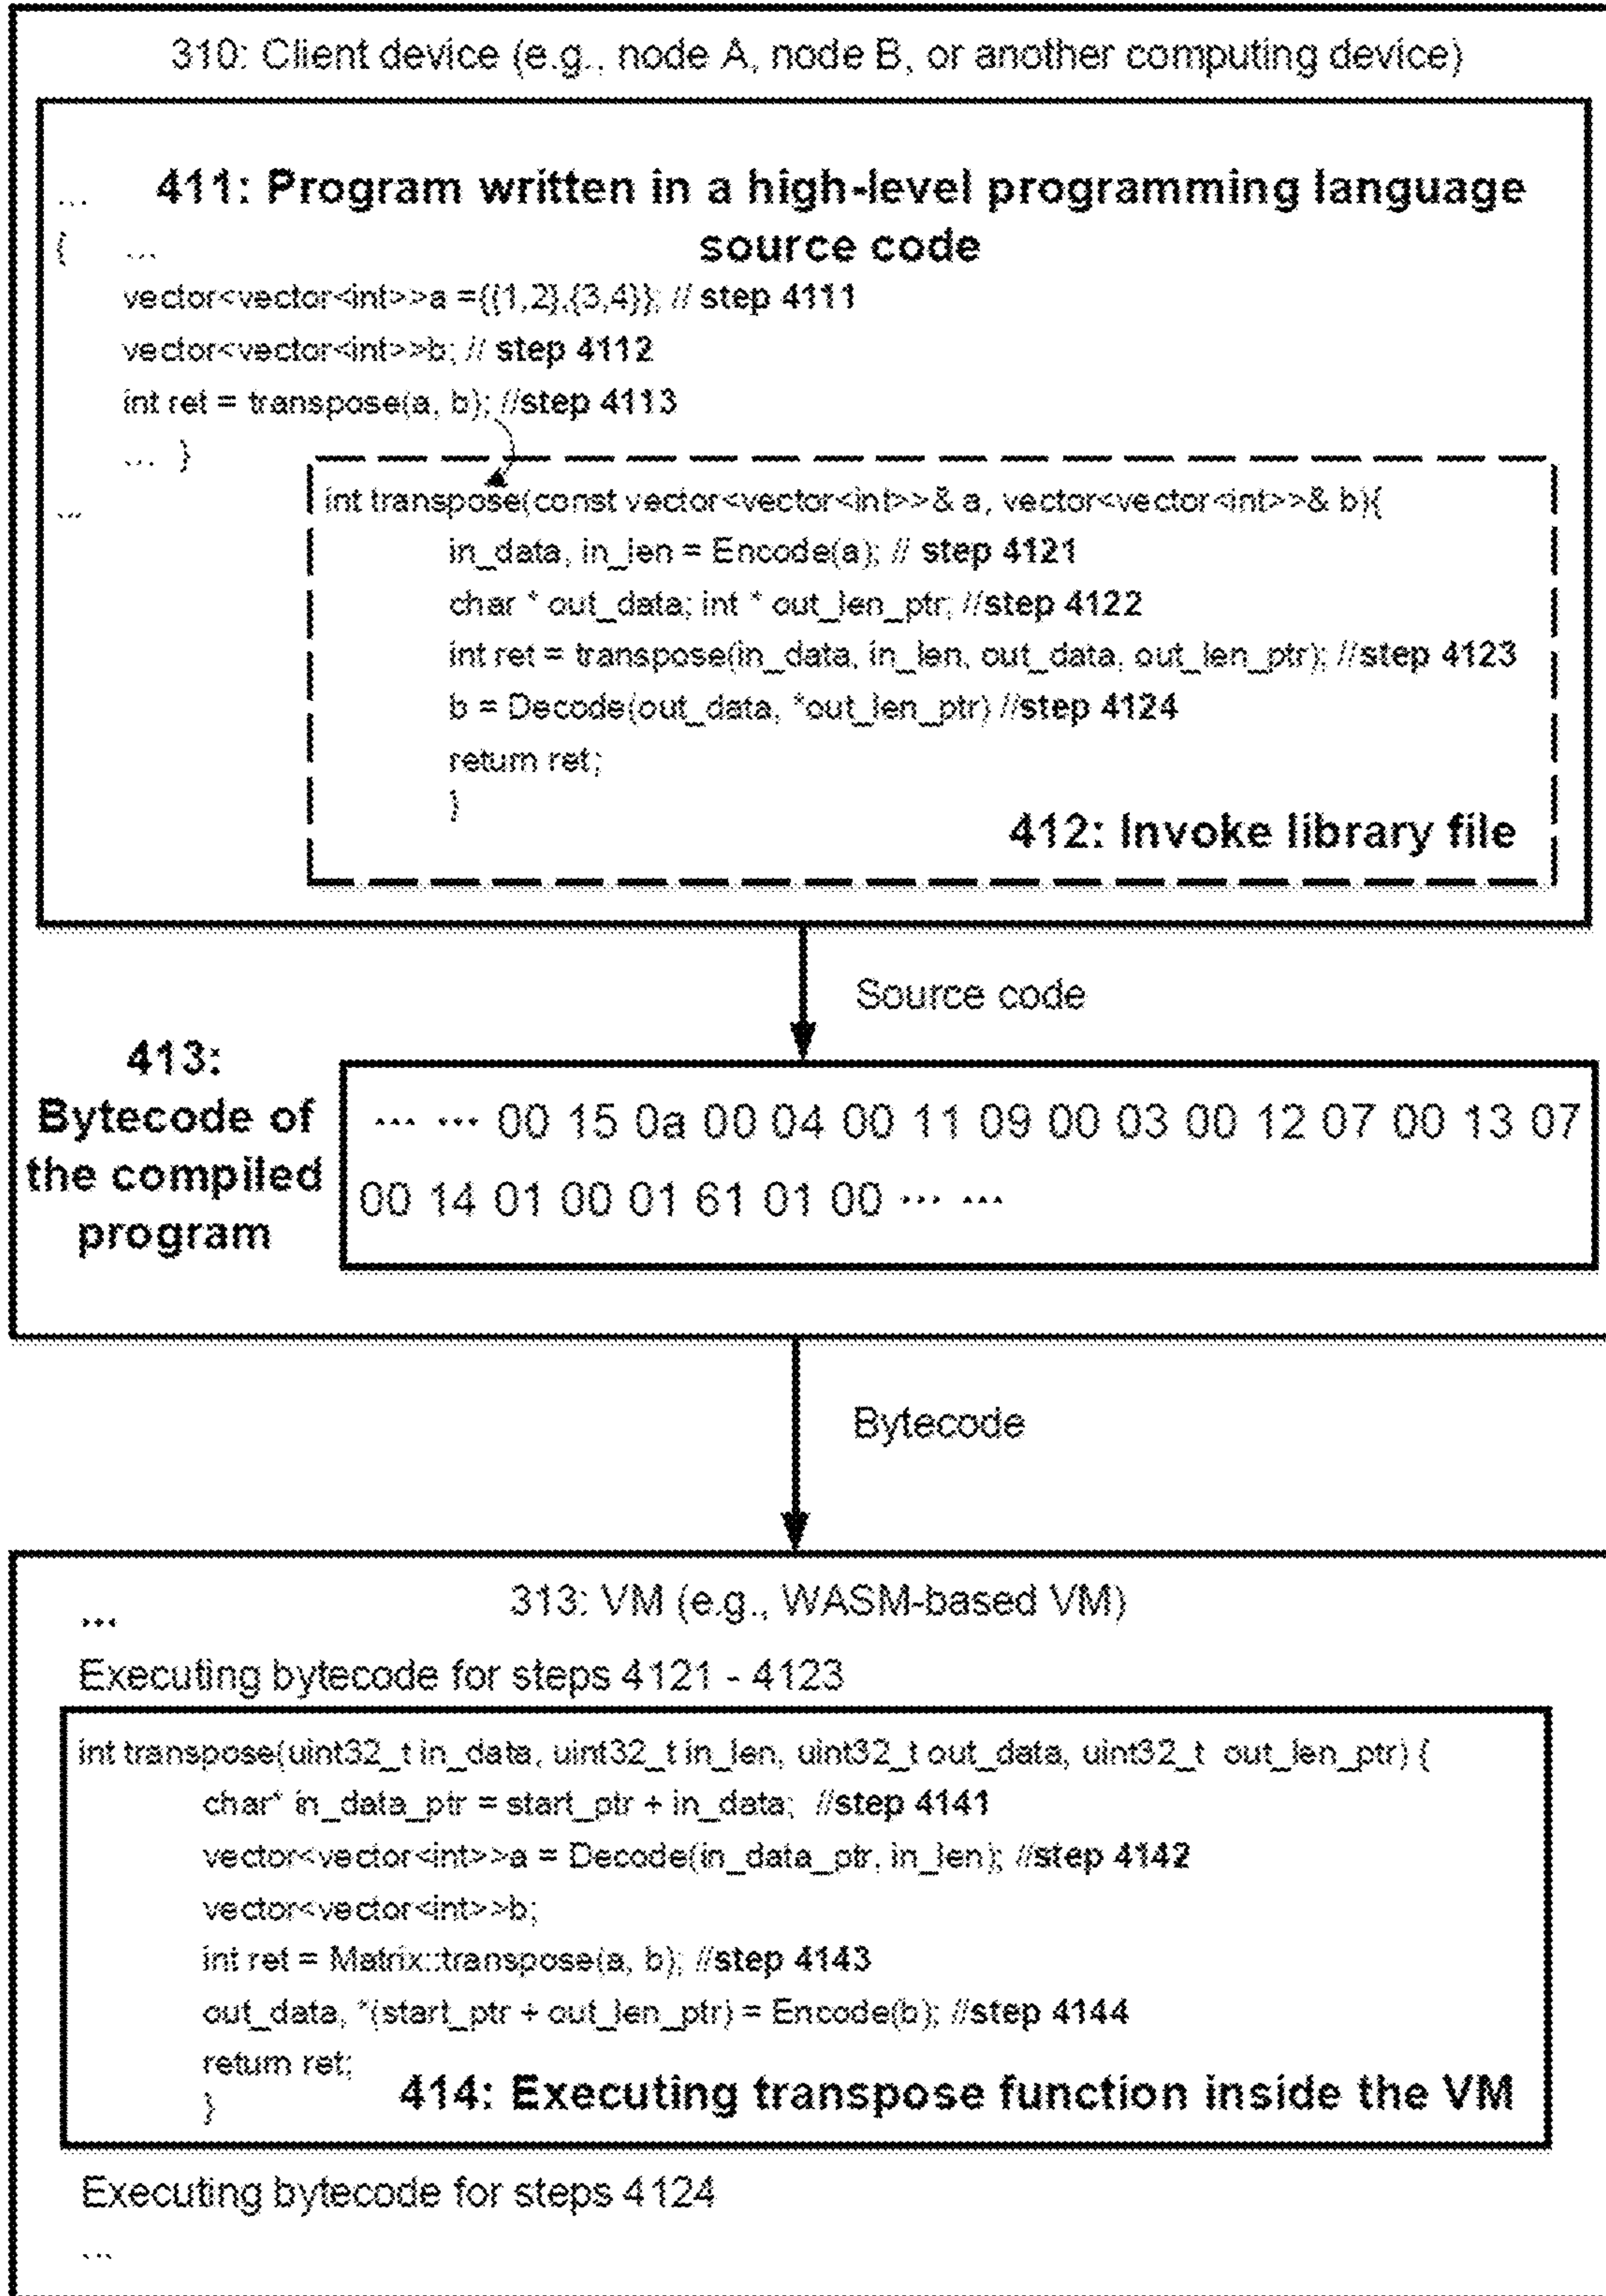 310: Client device (e.g., node A, node B, or another computing device)
411: Program written in a high-level programming language
...
source code
{ ...
vector<vector<int>>a ={{1,2},{3,4}}; // step 4111
vector<vector<int>>b; // step 4112
int ret = transpose(a, b); //step 4113
... }
...
int transpose(const vector<vector<int>>& a, vector<vector<int>>& b){
in_data, in_len = Encode(a); // step 4121
char * out_data; int * out_len_ptr; //step 4122
int ret = transpose(in_data, in_len, out_data, out_len_ptr); //step 4123
b = Decode(out_data, *out_len_ptr) //step 4124
return ret;
}
412: Invoke library file
Source code
413:
Bytecode of
the compiled
program
... ... 00 15 0a 00 04 00 11 09 00 03 00 12 07 00 13 07
00 14 01 00 01 61 01 00 ... ...
Bytecode
313: VM (e.g., WASM-based VM)
...
Executing bytecode for steps 4121 - 4123
int transpose(uint32_t in_data, uint32_t in_len, uint32_t out_data, uint32_t out_len_ptr) {
char* in_data_ptr = start_ptr + in_data; //step 4141
vector<vector<int>>a = Decode(in_data_ptr, in_len); //step 4142
vector<vector<int>>b;
int ret = Matrix::transpose(a, b); //step 4143
out_data, *(start_ptr + out_len_ptr) = Encode(b); //step 4144
return ret;
}
414: Executing transpose function inside the VM
Executing bytecode for steps 4124
...